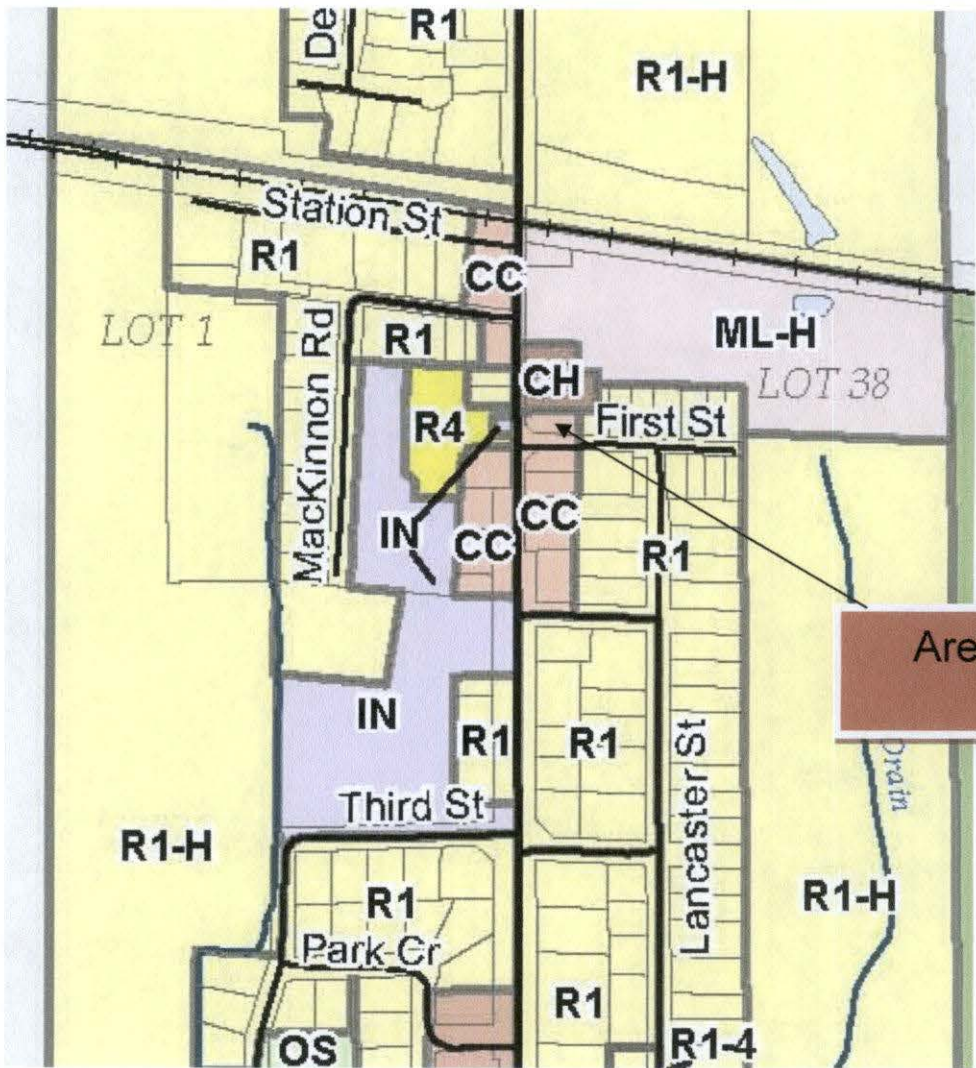 De
R1
R1-H
Station St
R1
CC
LOT 1
MacKinnon Rd
R1
ML-H
CH
LOT 38
R4
First St
IN
CC
CC
R1
Are
IN
R1
R1
Lancaster St
Drain
Third St
R1-H
R1
R1-H
Park Cr
R1
OS
R1-4